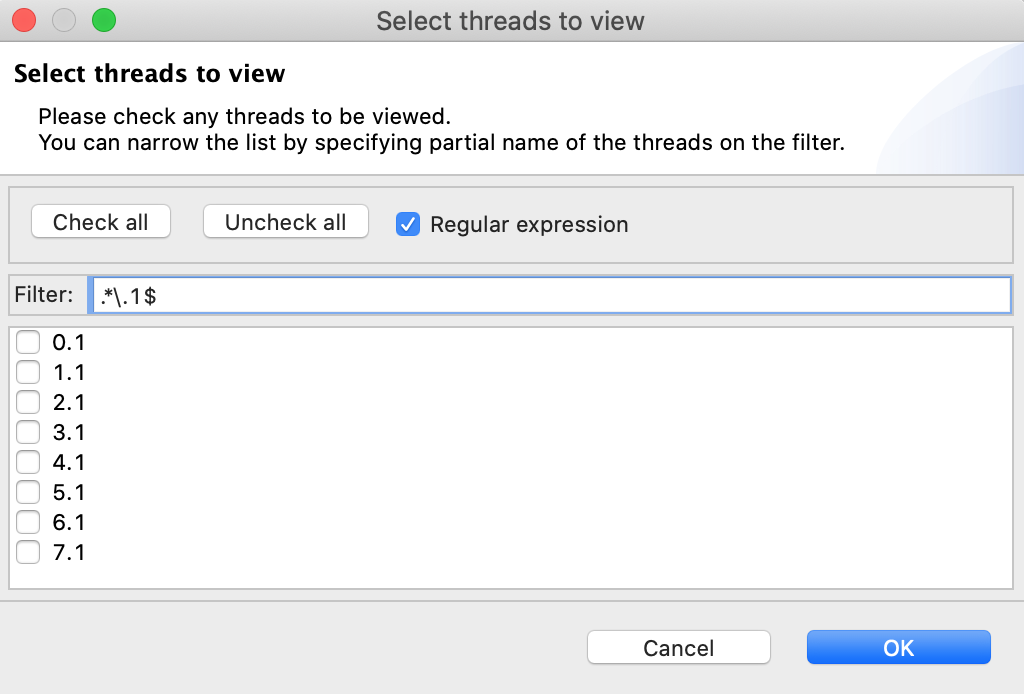 Select threads to view
Select threads to view
Please check any threads to be viewed.
You can narrow the list by specifying partial name of the threads on the filter.
Check all Uncheck all Regular expression
Filter: .*\.1$
0.1
1.1
2.1
3.1
4.1
5.1
6.1
7.1
Cancel OK